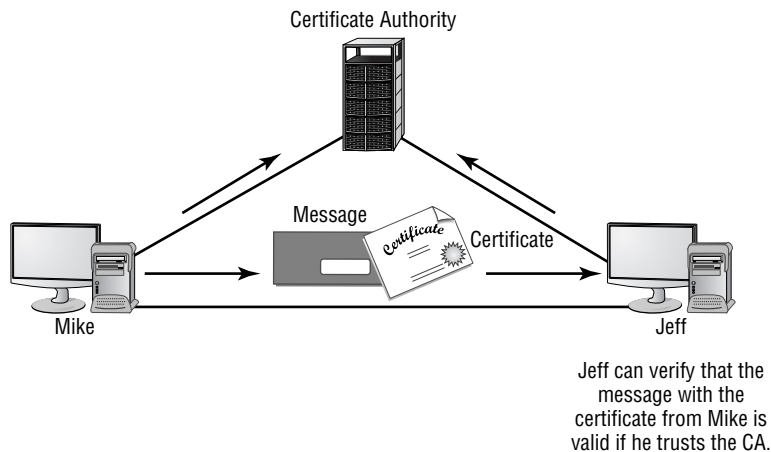 Certificate Authority
Message
Certificate
Certificate
Mike
Jeff
Jeff can verify that the
message with the
certificate from Mike is
valid if he trusts the CA.